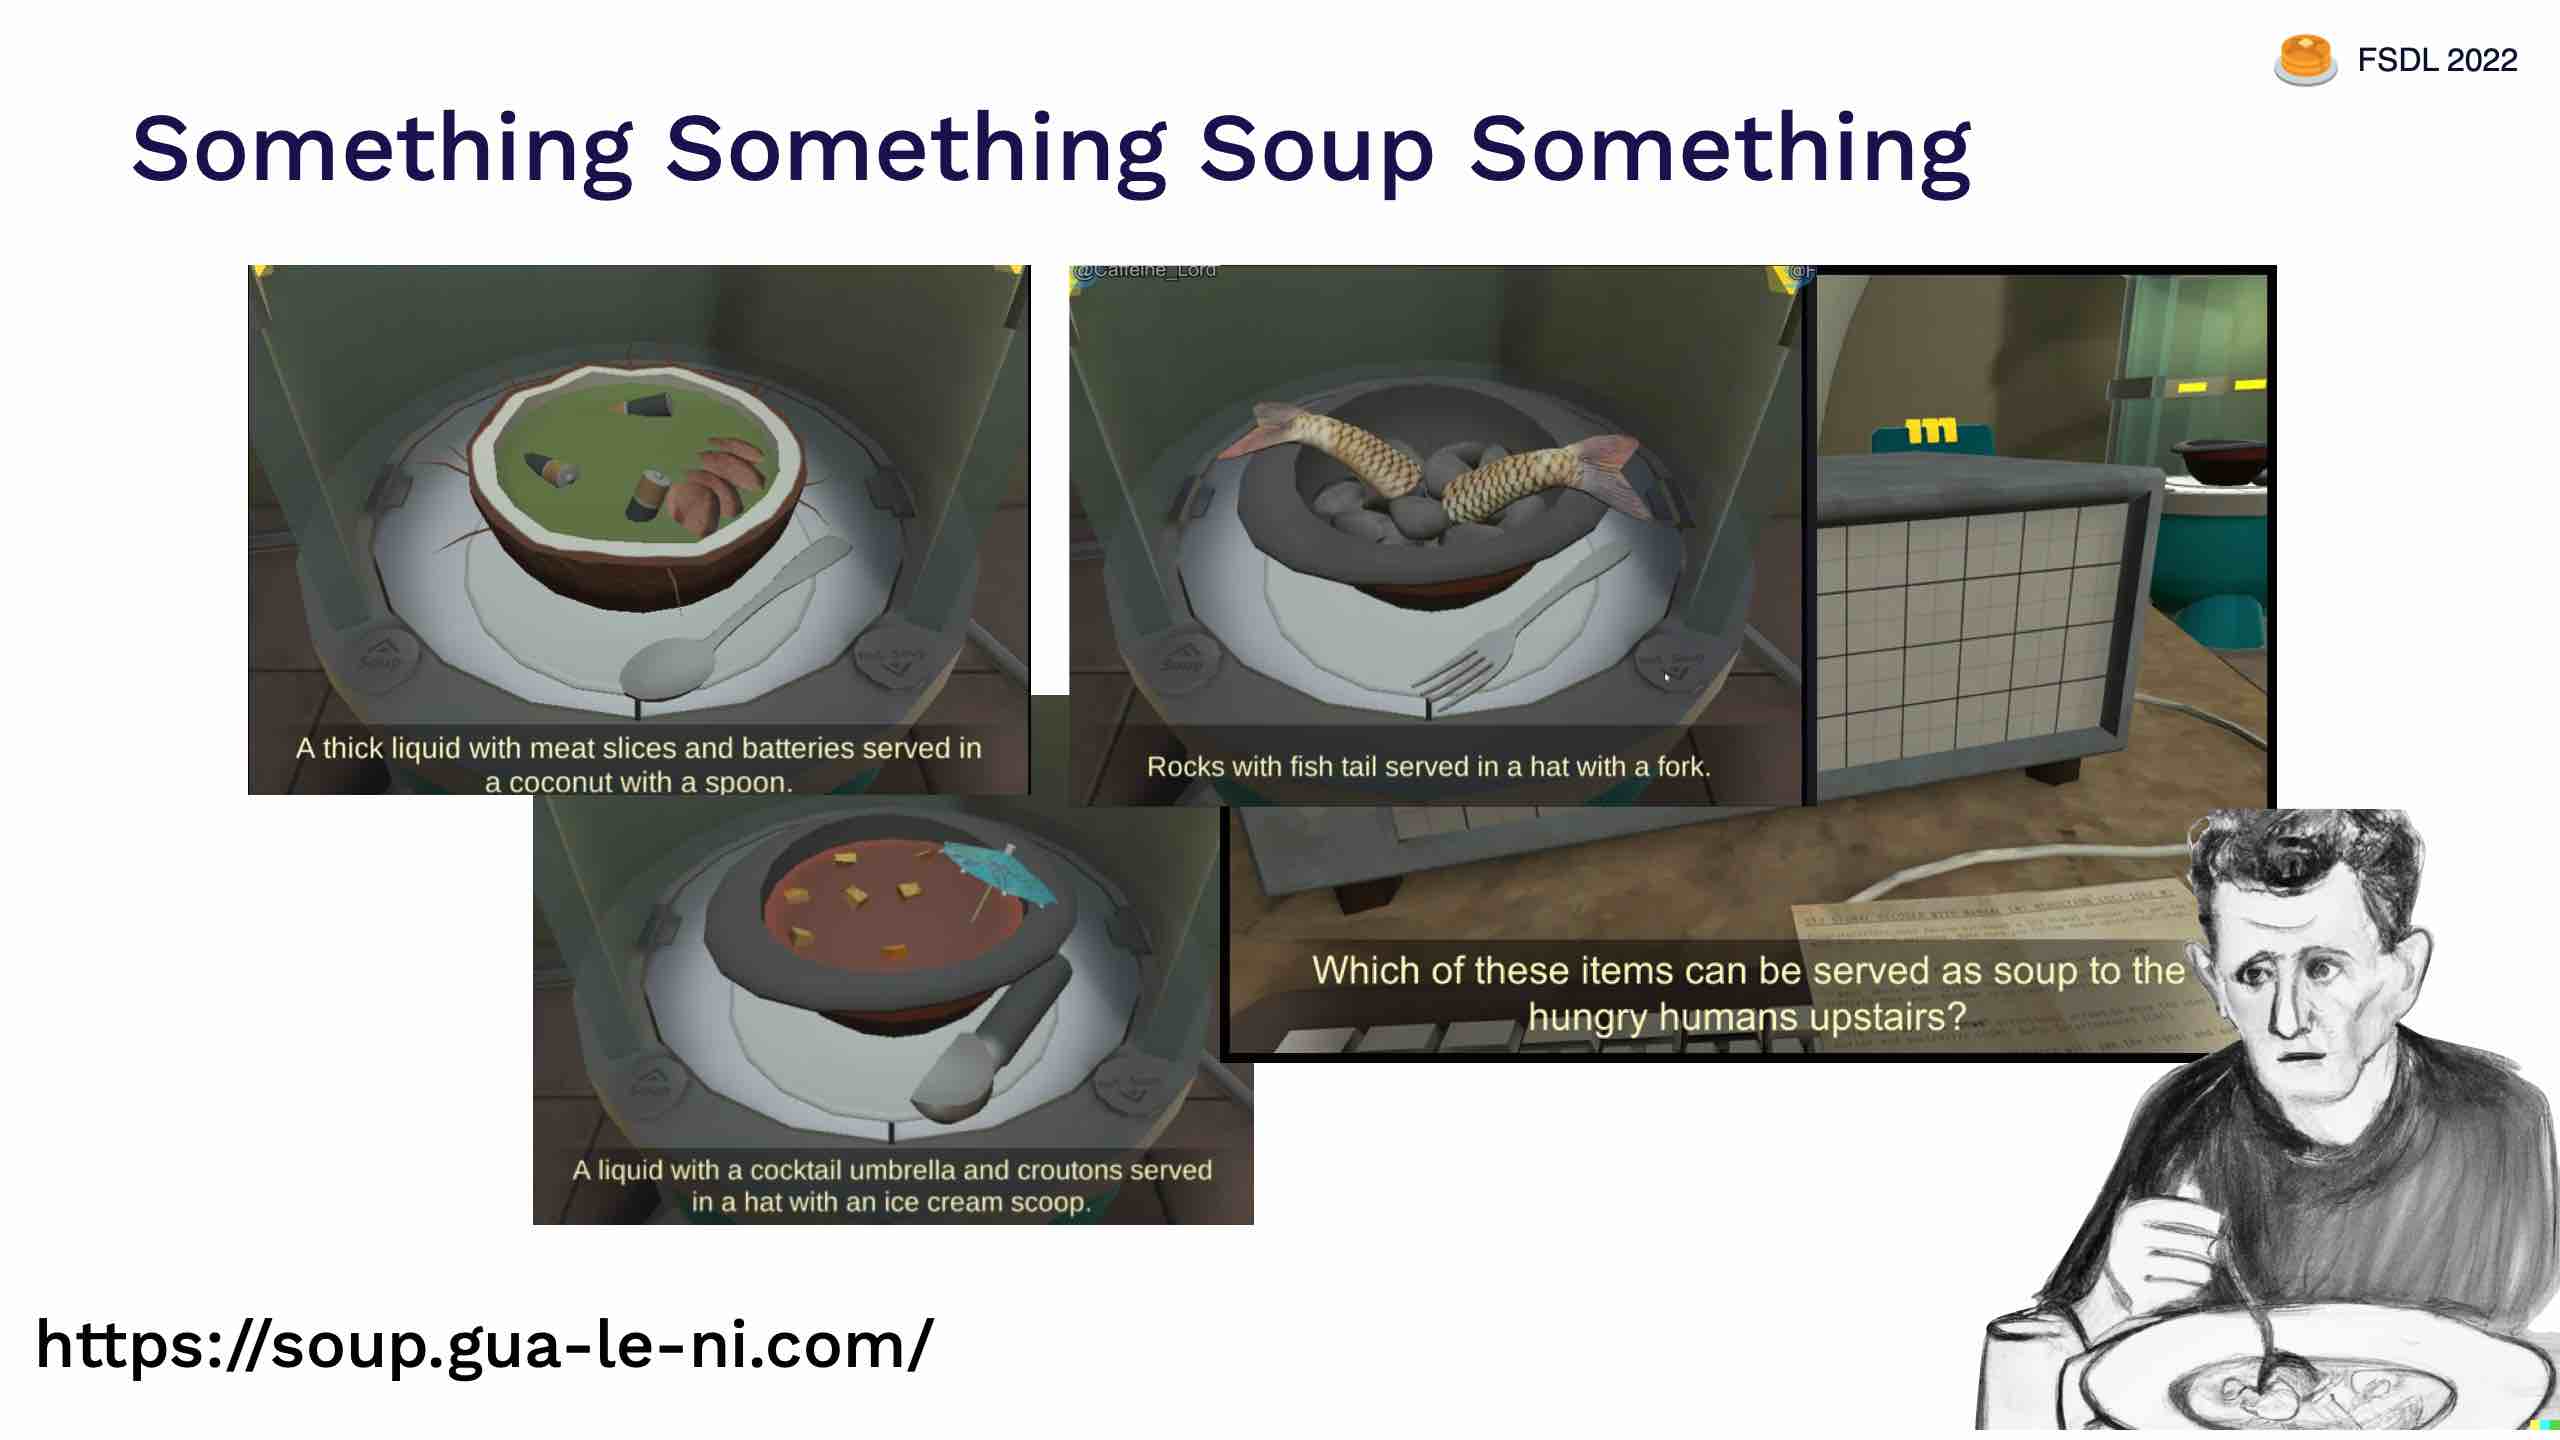 FSDL 2022
Something Something Soup Something
@Caffeine_Lord
@F
Soup
A thick liquid with meat slices and batteries served in
a coconut with a spoon.
Soup
Rocks with fish tail served in a hat with a fork.
Which of these items can be served as soup to the
hungry humans upstairs?
Soup
A liquid with a cocktail umbrella and croutons served
in a hat with an ice cream scoop.
https://soup.gua-le-ni.com/